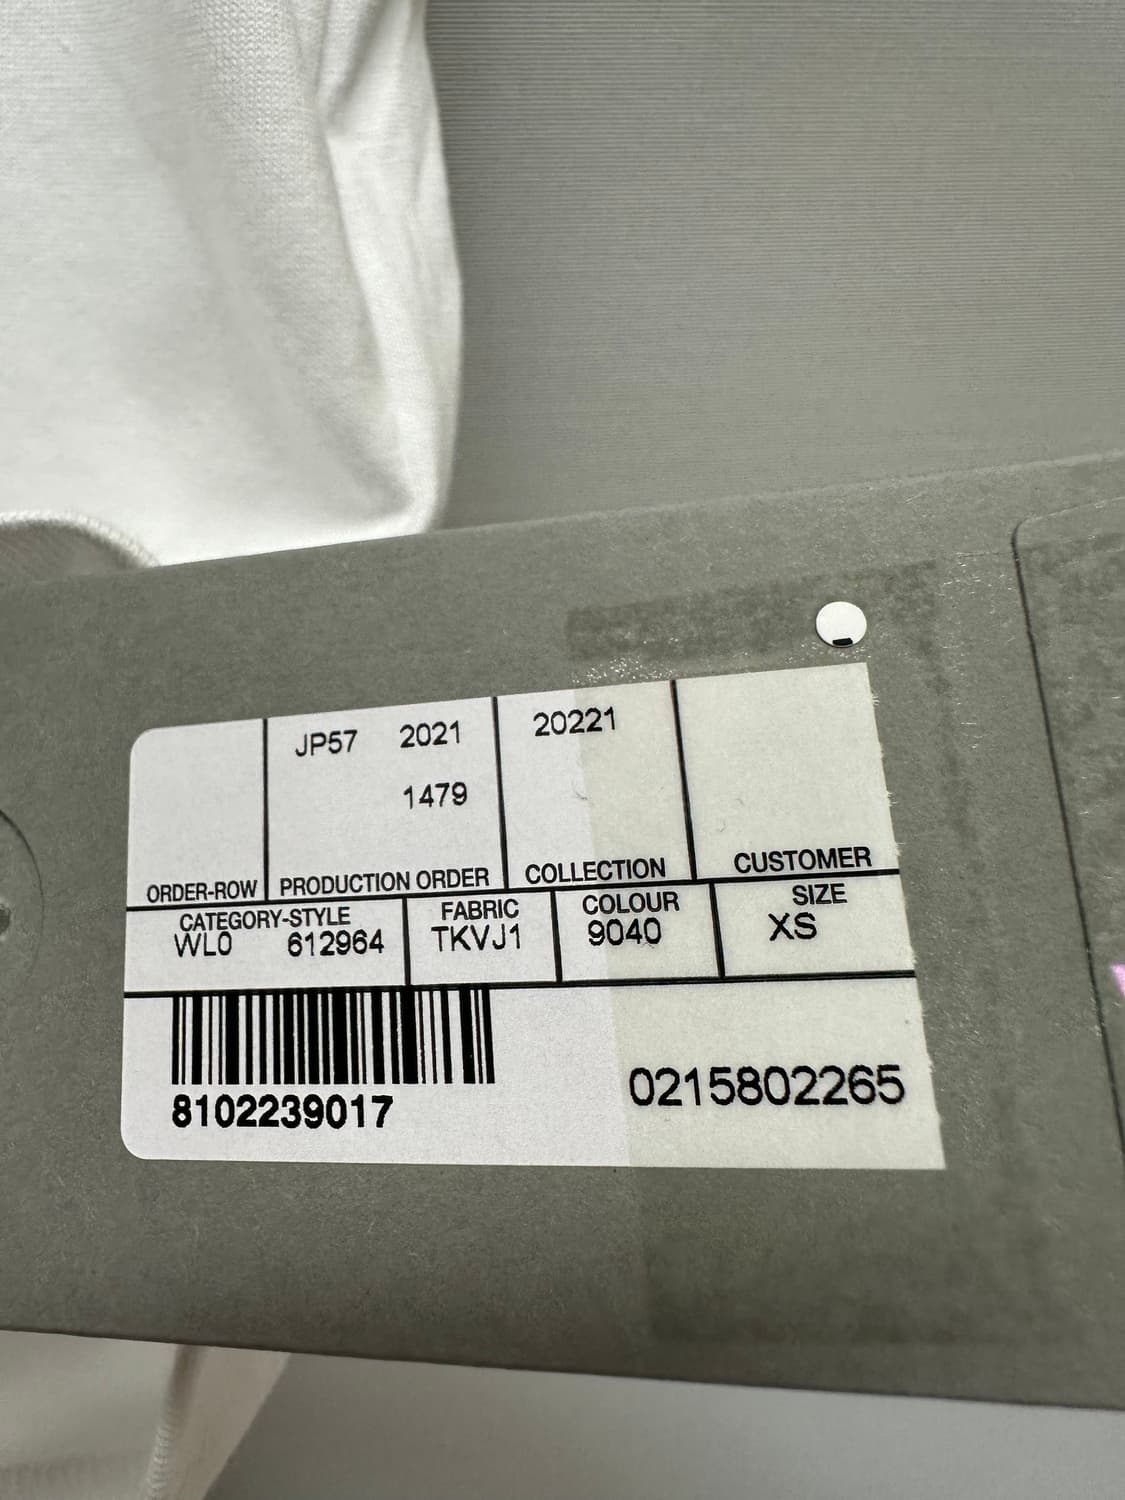 JP57 2021 20221
1479
ORDER-ROW PRODUCTION ORDER COLLECTION CUSTOMER
CATEGORY-STYLE FABRIC COLOUR SIZE
WL0 612964 TKVJ1 9040 XS
8102239017 0215802265